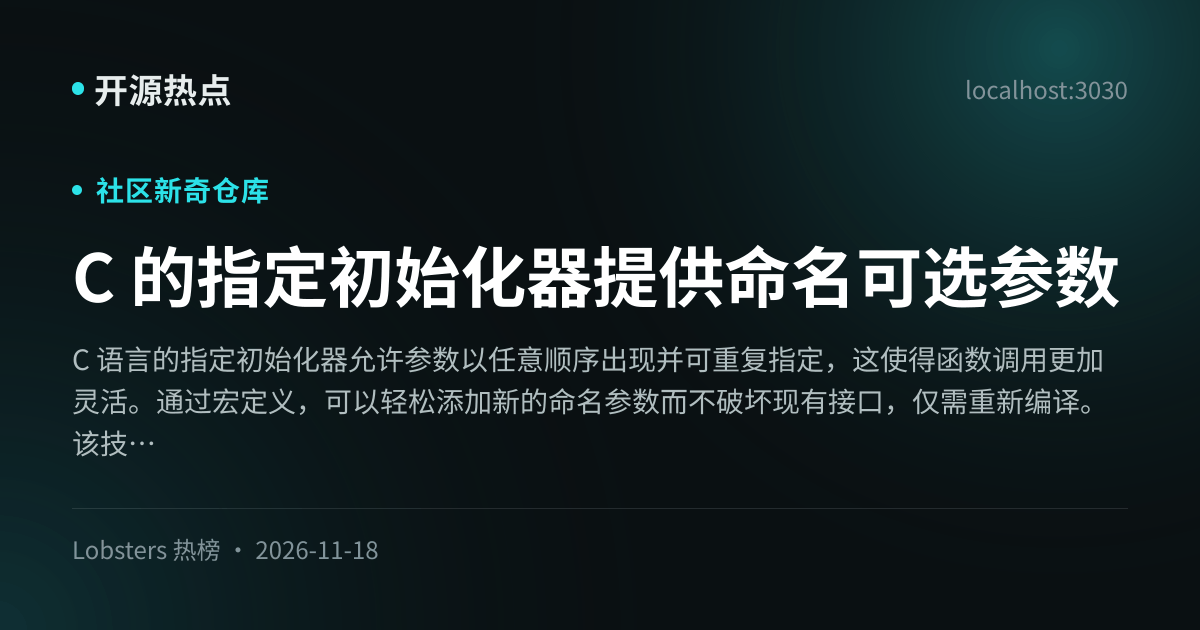 开源热点
localhost:3030
社区新奇仓库
C 的指定初始化器提供命名可选参数
C 语言的指定初始化器允许参数以任意顺序出现并可重复指定，这使得函数调用更加
灵活。通过宏定义，可以轻松添加新的命名参数而不破坏现有接口，仅需重新编译。
该技…
Lobsters 热榜 · 2026-11-18